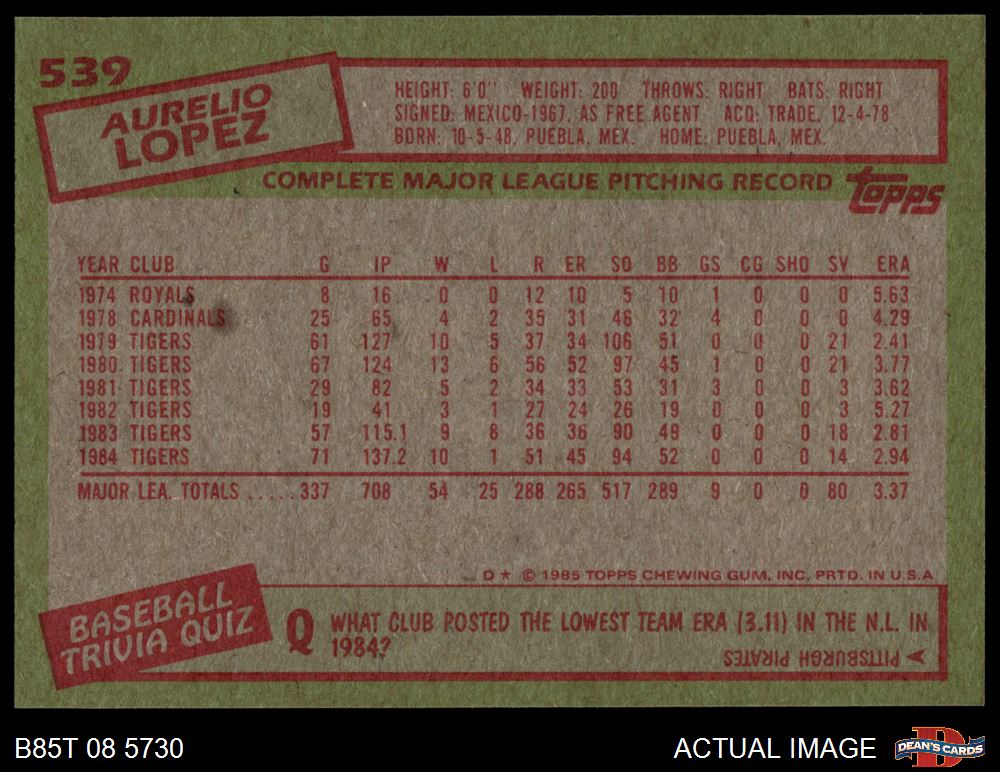 539
AURELIO
LOPEZ
HEIGHT: 6'0" WEIGHT: 200 THROWS: RIGHT BATS: RIGHT
SIGNED: MEXICO-1967, AS FREE AGENT ACQ: TRADE, 12-4-78
BORN: 10-5-48, PUEBLA, MEX. HOME: PUEBLA, MEX.
COMPLETE MAJOR LEAGUE PITCHING RECORD
topps
YEAR CLUB G IP W L R ER SO BB GS CG SHO SV ERA
1974 ROYALS 8 16 0 0 12 10 5 10 1 0 0 0 5.63
1978 CARDINALS 25 65 4 2 35 31 46 32 4 0 0 0 4.29
1979 TIGERS 61 127 10 5 37 34 106 51 0 0 0 21 2.41
1980 TIGERS 67 124 13 6 56 52 97 45 1 0 0 21 3.77
1981 TIGERS 29 82 5 2 34 33 53 31 3 0 0 3 3.62
1982 TIGERS 19 41 3 1 27 24 26 19 0 0 0 3 5.27
1983 TIGERS 57 115.1 9 8 36 36 90 49 0 0 0 18 2.81
1984 TIGERS 71 137.2 10 1 51 45 94 52 0 0 0 14 2.94
MAJOR LEA. TOTALS ..... 337 708 54 25 288 265 517 289 9 0 0 80 3.37
D* © 1985 TOPPS CHEWING GUM, INC. PRTD. IN U.S.A.
BASEBALL
TRIVIA QUIZ
Q WHAT CLUB POSTED THE LOWEST TEAM ERA (3.11) IN THE N.L. IN
1984?
A PITTSBURGH PIRATES
B85T 08 5730
ACTUAL IMAGE
D
DEAN'S CARDS